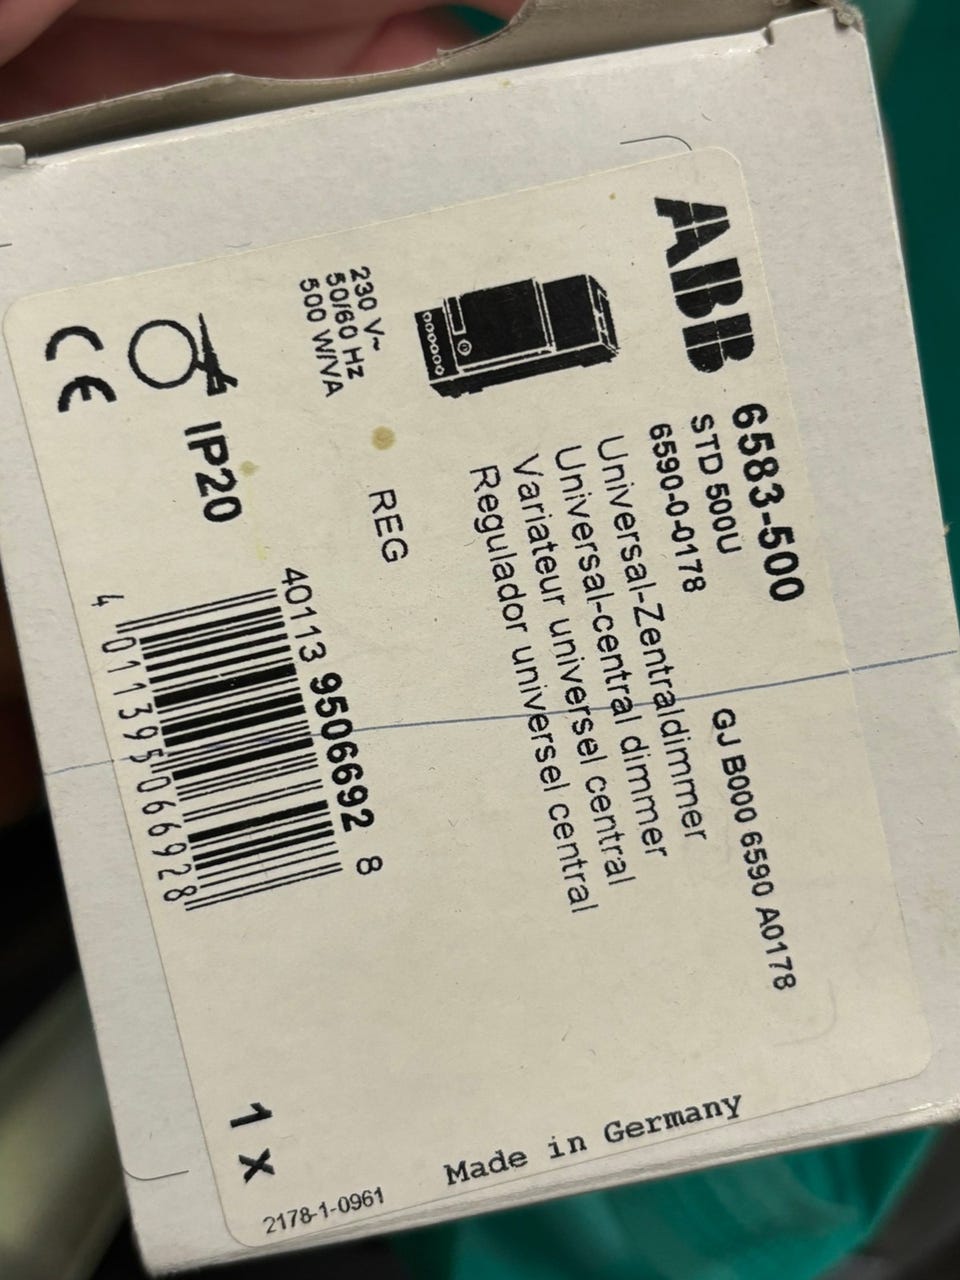 ABB
6583-500
STD 500U
6590-0-0178
GJ B000 6590 A0178
Universal-Zentraldimmer
Universal-central dimmer
Variateur universel central
Regulador universel central
230 V~
50/60 Hz
500 W/VA
REG
IP20
CE
40113 9506692 8
4 011395 066928
1 x
Made in Germany
2178-1-0961